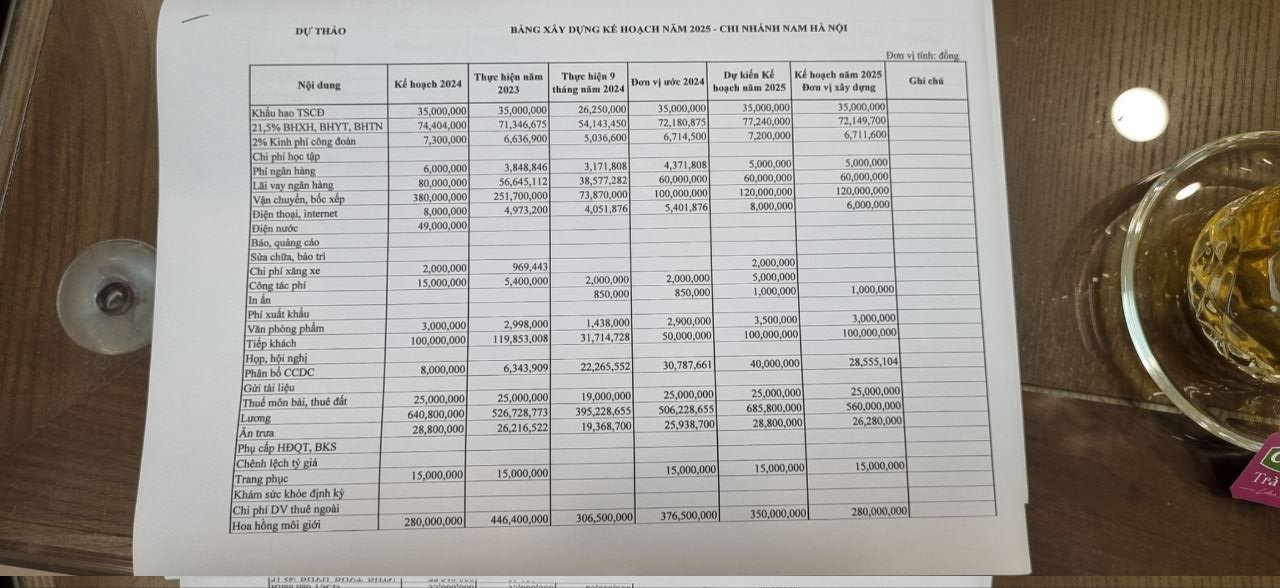 DỰ THẢO BẢNG XÂY DỰNG KẾ HOẠCH NĂM 2025 - CHI NHÁNH NAM HÀ NỘI
Đơn vị tính: đồng
Nội dung Kế hoạch 2024 Thực hiện năm 2023 Thực hiện 9 tháng năm 2024 Đơn vị ước 2024 Dự kiến Kế hoạch năm 2025 Kế hoạch năm 2025 Đơn vị xây dựng Ghi chú
Khấu hao TSCĐ 35,000,000 35,000,000 26,250,000 35,000,000 35,000,000 35,000,000
21,5% BHXH, BHYT, BHTN 74,404,000 71,346,675 54,143,450 72,180,875 77,240,000 72,149,700
2% Kinh phí công đoàn 7,300,000 6,636,900 5,036,600 6,714,500 7,200,000 6,711,600
Chi phí học tập
Phí ngân hàng 6,000,000 3,848,846 3,171,808 4,371,808 5,000,000 5,000,000
Lãi vay ngân hàng 80,000,000 56,645,112 38,577,282 60,000,000 60,000,000 60,000,000
Vận chuyển, bốc xếp 380,000,000 251,700,000 73,870,000 100,000,000 120,000,000 120,000,000
Điện thoại, internet 8,000,000 4,973,200 4,051,876 5,401,876 8,000,000 6,000,000
Điện nước 49,000,000
Báo, quảng cáo
Sửa chữa, bảo trì
Chi phí xăng xe 2,000,000 969,443 2,000,000
Công tác phí 15,000,000 5,400,000 2,000,000 2,000,000 5,000,000
In ấn 850,000 850,000 1,000,000 1,000,000
Phí xuất khẩu
Văn phòng phẩm 3,000,000 2,998,000 1,438,000 2,900,000 3,500,000 3,000,000
Tiếp khách 100,000,000 119,853,008 31,714,728 50,000,000 100,000,000 100,000,000
Họp, hội nghị
Phân bổ CCDC 8,000,000 6,343,909 22,265,552 30,787,661 40,000,000 28,555,104
Gửi tài liệu
Thuế môn bài, thuế đất 25,000,000 25,000,000 19,000,000 25,000,000 25,000,000 25,000,000
Lương 640,800,000 526,728,773 395,228,655 506,228,655 685,800,000 560,000,000
Ăn trưa 28,800,000 26,216,522 19,368,700 25,938,700 28,800,000 26,280,000
Phụ cấp HĐQT, BKS
Chênh lệch tỷ giá
Trang phục 15,000,000 15,000,000 15,000,000 15,000,000 15,000,000
Khám sức khỏe định kỳ
Chi phí DV thuê ngoài
Hoa hồng môi giới 280,000,000 446,400,000 306,500,000 376,500,000 350,000,000 280,000,000
Trà